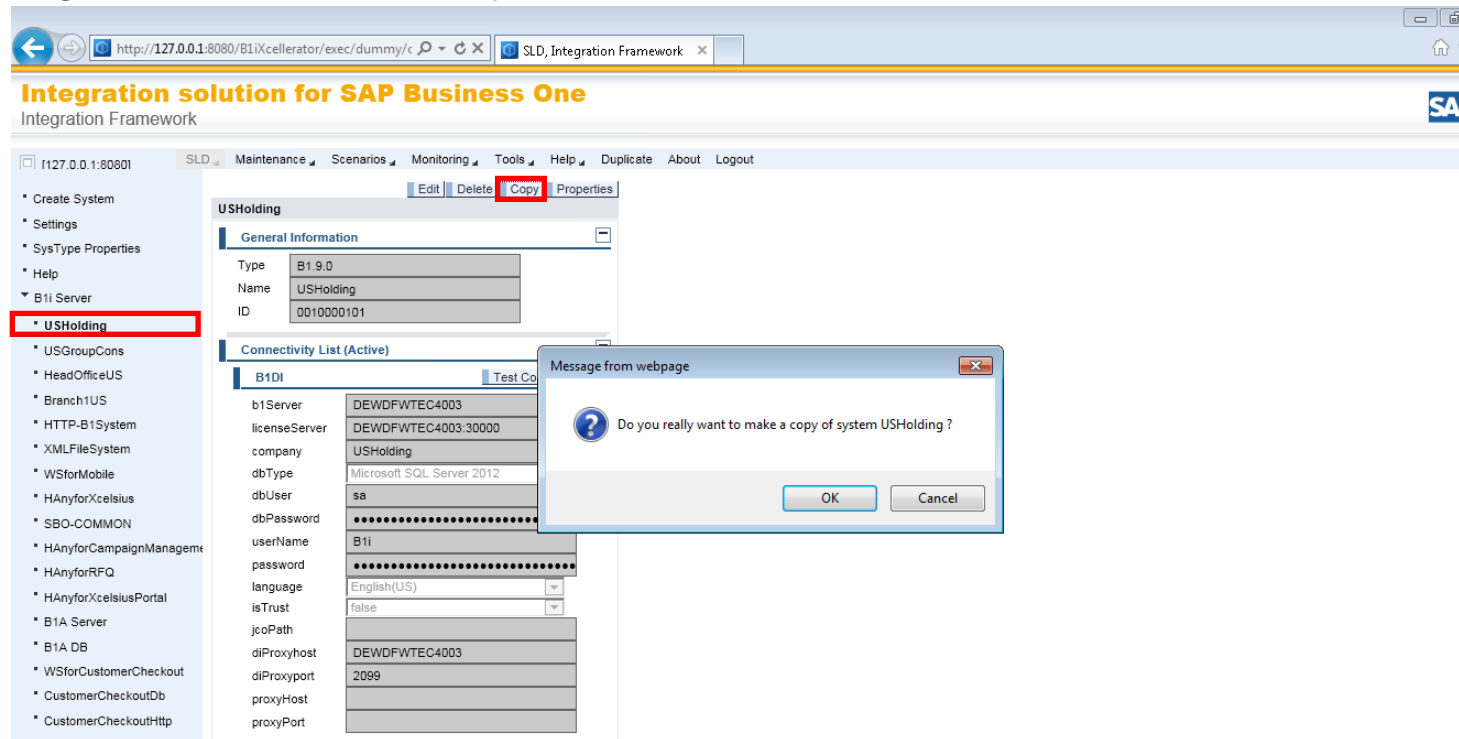 http://127.0.0.1:8080/B1iXcellerator/exec/dummy/c
SLD, Integration Framework
Integration solution for SAP Business One
Integration Framework
[127.0.0.1:8080]
SLD Maintenance Scenarios Monitoring Tools Help Duplicate About Logout
Create System
Settings
SysType Properties
Help
B1i Server
USHolding
USGroupCons
HeadOfficeUS
Branch1US
HTTP-B1System
XMLFileSystem
WSforMobile
HAnyforXcelsius
SBO-COMMON
HAnyforCampaignManageme
HAnyforRFQ
HAnyforXcelsiusPortal
B1A Server
B1A DB
WSforCustomerCheckout
CustomerCheckoutDb
CustomerCheckoutHttp
Edit Delete Copy Properties
USHolding
General Information
Type B1.9.0
Name USHolding
ID 0010000101
Connectivity List (Active)
B1DI Test Co
b1Server DEWDFWTEC4003
licenseServer DEWDFWTEC4003:30000
company USHolding
dbType Microsoft SQL Server 2012
dbUser sa
dbPassword
userName B1i
password
language English(US)
isTrust false
jcoPath
diProxyhost DEWDFWTEC4003
diProxyport 2099
proxyHost
proxyPort
Message from webpage
Do you really want to make a copy of system USHolding ?
OK Cancel